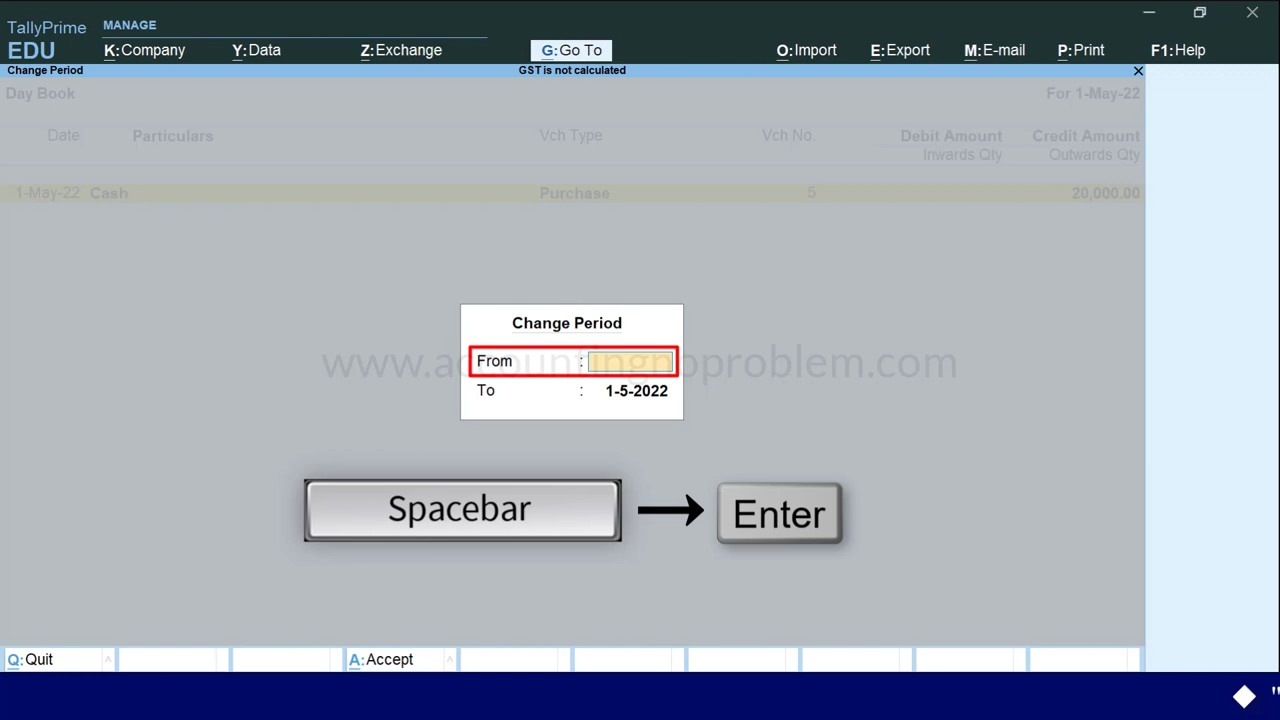 TallyPrime
EDU
MANAGE
K:Company Y:Data Z:Exchange G:Go To O:Import E:Export M:E-mail P:Print F1:Help
Change Period GST is not calculated
Day Book For 1-May-22
Date Particulars Vch Type Vch No. Debit Amount Credit Amount
Inwards Qty Outwards Qty
1-May-22 Cash Purchase 5 20,000.00
Change Period
From :
www.accountingnoproblem.com
To : 1-5-2022
Spacebar Enter
Q:Quit A:Accept
"